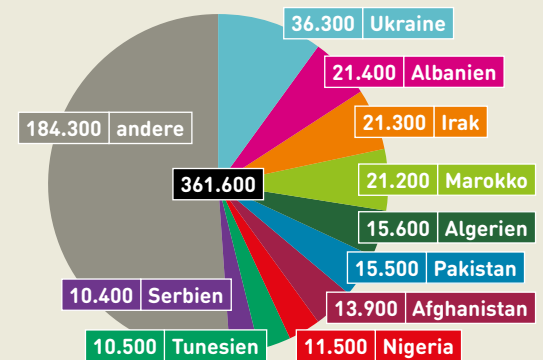 36.300 Ukraine
21.400 Albanien
21.300 Irak
184.300 andere
361.600
21.200 Marokko
15.600 Algerien
15.500 Pakistan
10.400 Serbien
13.900 Afghanistan
10.500 Tunesien
11.500 Nigeria